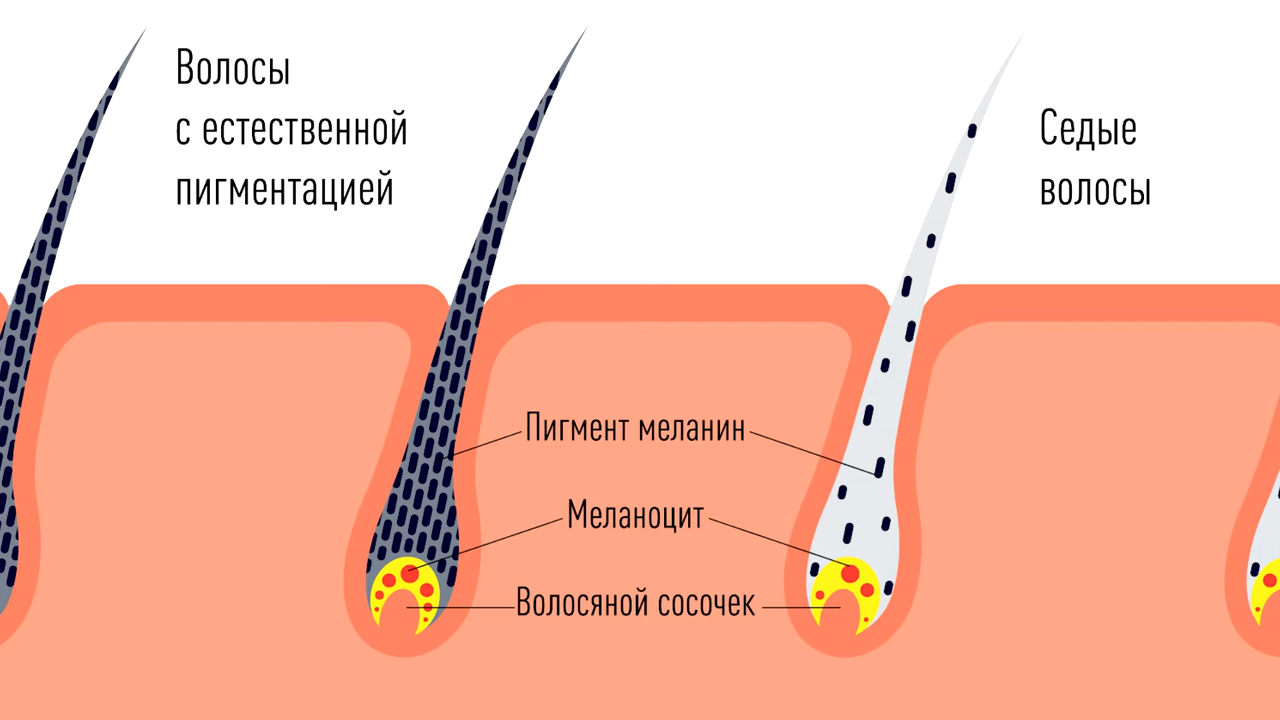 Волосы
с естественной
пигментацией
Седые
волосы
Пигмент меланин
Меланоцит
Волосяной сосочек